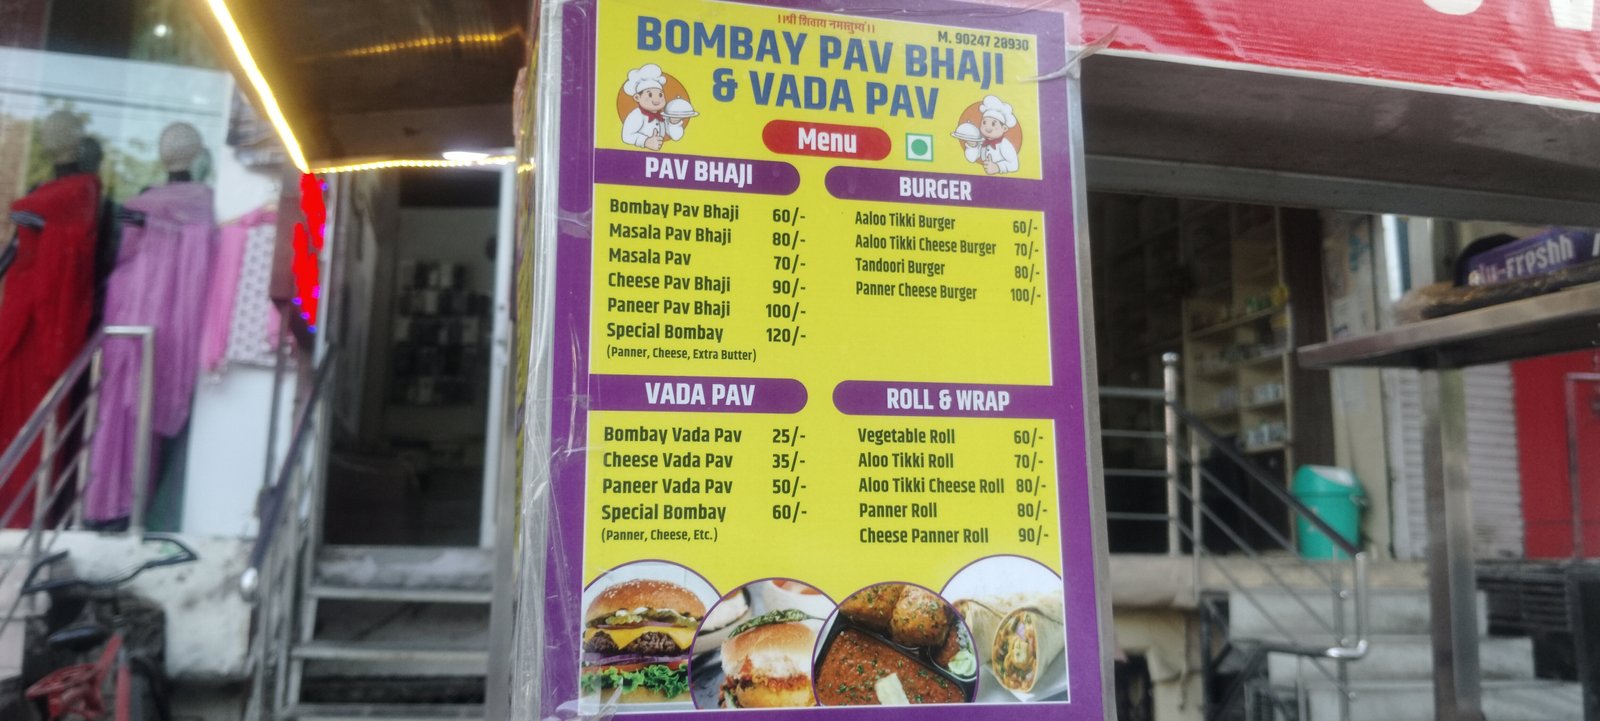 ।।श्री शिवाय नमस्तुभ्यं।।
M. 90247 28930
BOMBAY PAV BHAJI
& VADA PAV
Menu
PAV BHAJI
Bombay Pav Bhaji 60/-
Masala Pav Bhaji 80/-
Masala Pav 70/-
Cheese Pav Bhaji 90/-
Paneer Pav Bhaji 100/-
Special Bombay 120/-
(Panner, Cheese, Extra Butter)
BURGER
Aaloo Tikki Burger 60/-
Aaloo Tikki Cheese Burger 70/-
Tandoori Burger 80/-
Panner Cheese Burger 100/-
VADA PAV
Bombay Vada Pav 25/-
Cheese Vada Pav 35/-
Paneer Vada Pav 50/-
Special Bombay 60/-
(Panner, Cheese, Etc.)
ROLL & WRAP
Vegetable Roll 60/-
Aloo Tikki Roll 70/-
Aloo Tikki Cheese Roll 80/-
Panner Roll 80/-
Cheese Panner Roll 90/-